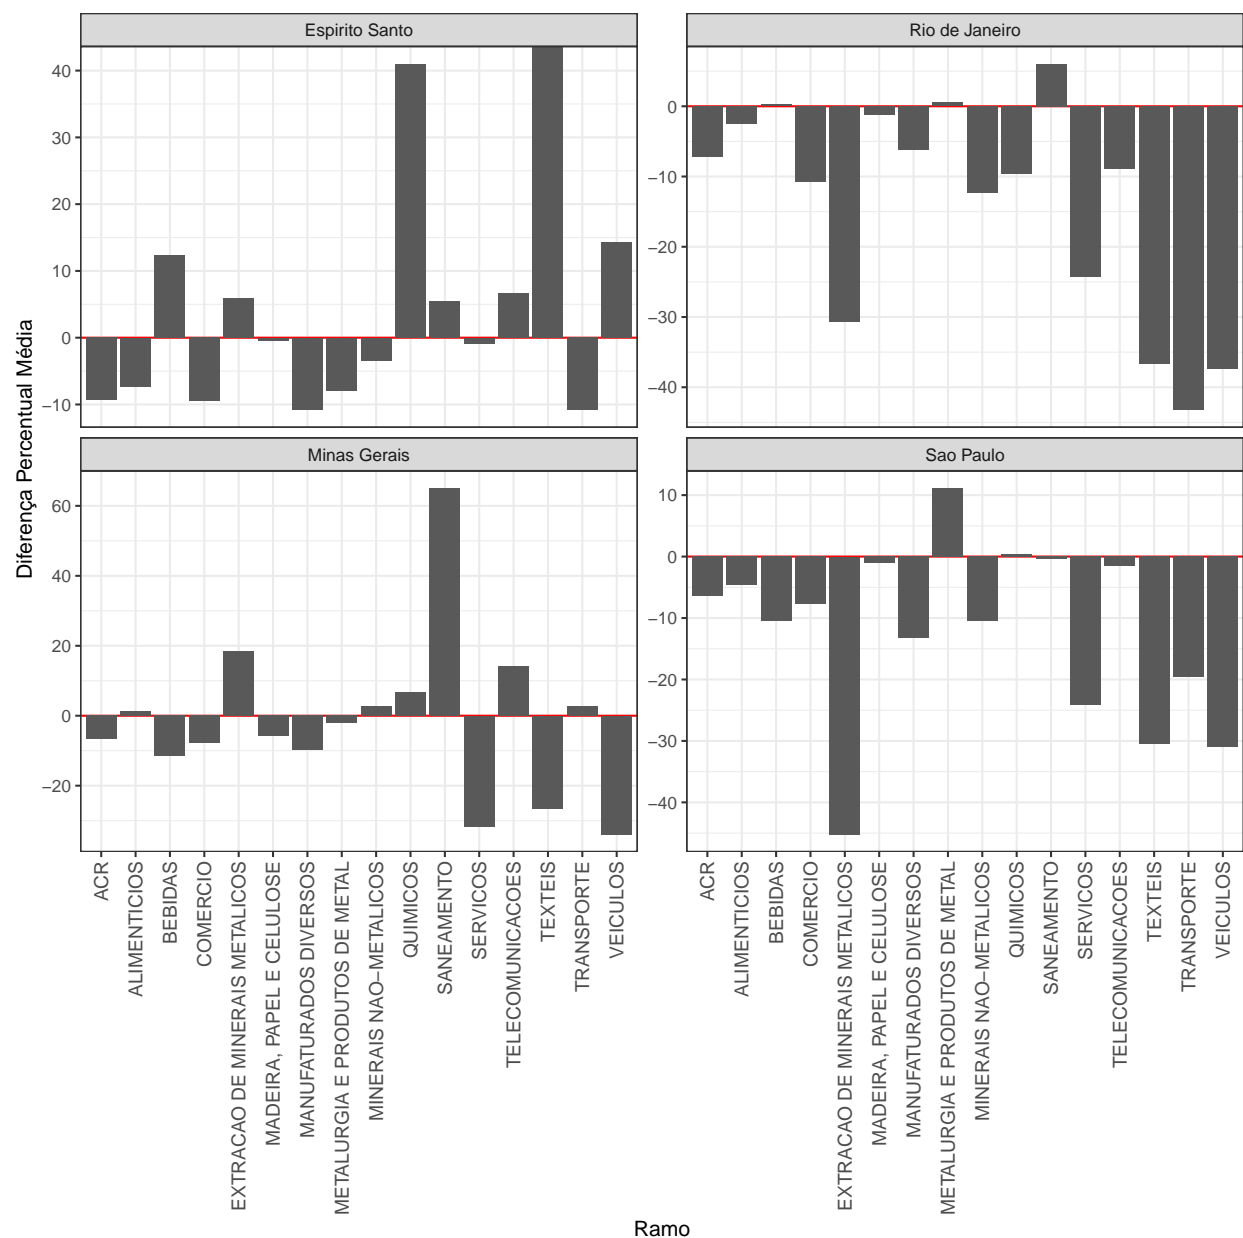 Espirito Santo
Rio de Janeiro
40
30
20
10
0
−10
0
−10
−20
−30
−40
Diferença Percentual Média
Minas Gerais
Sao Paulo
60
40
20
0
−20
10
0
−10
−20
−30
−40
ACR
ALIMENTICIOS
BEBIDAS
COMERCIO
EXTRACAO DE MINERAIS METALICOS
MADEIRA, PAPEL E CELULOSE
MANUFATURADOS DIVERSOS
METALURGIA E PRODUTOS DE METAL
MINERAIS NAO−METALICOS
QUIMICOS
SANEAMENTO
SERVICOS
TELECOMUNICACOES
TEXTEIS
TRANSPORTE
VEICULOS
ACR
ALIMENTICIOS
BEBIDAS
COMERCIO
EXTRACAO DE MINERAIS METALICOS
MADEIRA, PAPEL E CELULOSE
MANUFATURADOS DIVERSOS
METALURGIA E PRODUTOS DE METAL
MINERAIS NAO−METALICOS
QUIMICOS
SANEAMENTO
SERVICOS
TELECOMUNICACOES
TEXTEIS
TRANSPORTE
VEICULOS
Ramo